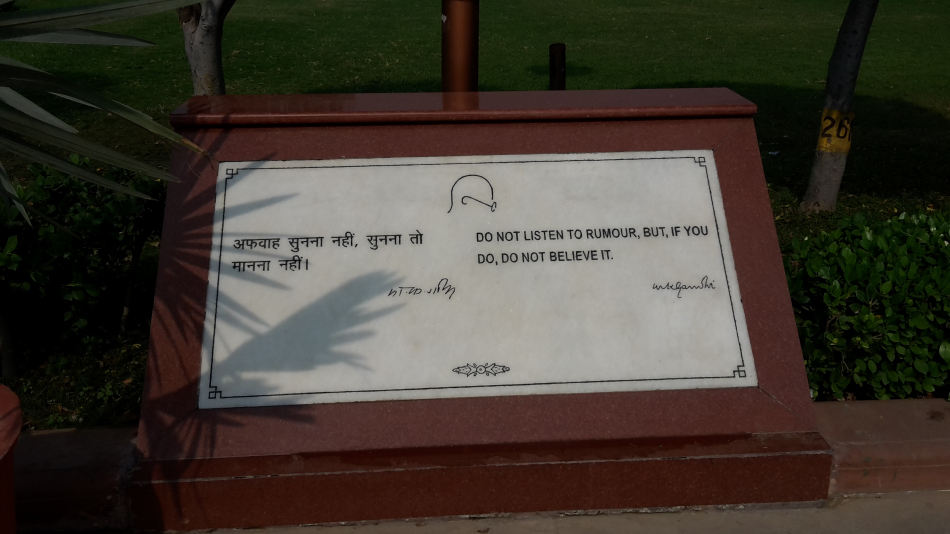 अफवाह सुनना नहीं, सुनना तो
मानना नहीं।
मो.क.गांधी
DO NOT LISTEN TO RUMOUR, BUT, IF YOU
DO, DO NOT BELIEVE IT.
mkgandhi
26